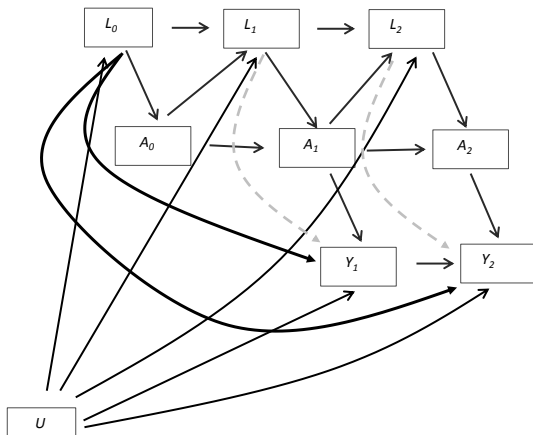 L₀ L₁ L₂
A₀ A₁ A₂
Y₁ Y₂
U